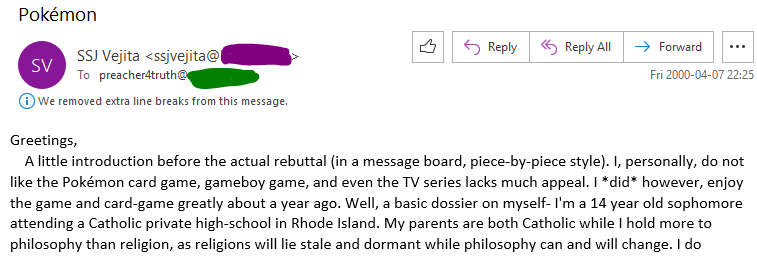 Pokémon
SV
SSJ Vejita <ssjvejita@ >
To preacher4truth@
Reply
Reply All
Forward
...
Fri 2000-04-07 22:25
We removed extra line breaks from this message.
Greetings,
A little introduction before the actual rebuttal (in a message board, piece-by-piece style). I, personally, do not
like the Pokémon card game, gameboy game, and even the TV series lacks much appeal. I *did* however, enjoy
the game and card-game greatly about a year ago. Well, a basic dossier on myself- I'm a 14 year old sophomore
attending a Catholic private high-school in Rhode Island. My parents are both Catholic while I hold more to
philosophy than religion, as religions will lie stale and dormant while philosophy can and will change. I do